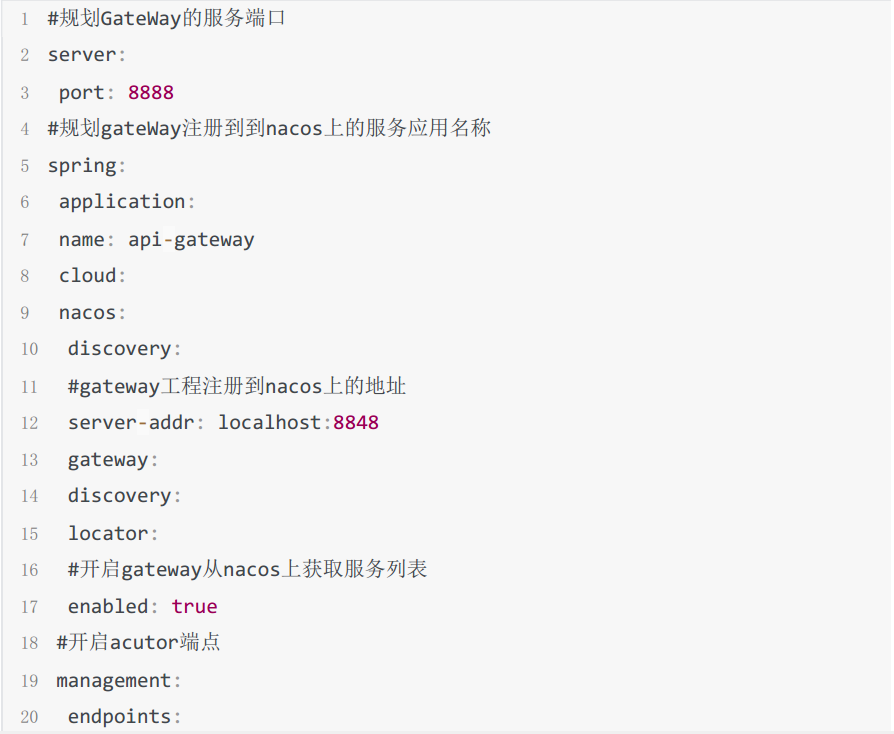 1 #规划GateWay的服务端口
2 server:
3 port: 8888
4 #规划gateWay注册到到nacos上的服务应用名称
5 spring:
6 application:
7 name: api-gateway
8 cloud:
9 nacos:
10 discovery:
11 #gateway工程注册到nacos上的地址
12 server-addr: localhost:8848
13 gateway:
14 discovery:
15 locator:
16 #开启gateway从nacos上获取服务列表
17 enabled: true
18 #开启acutor端点
19 management:
20 endpoints: